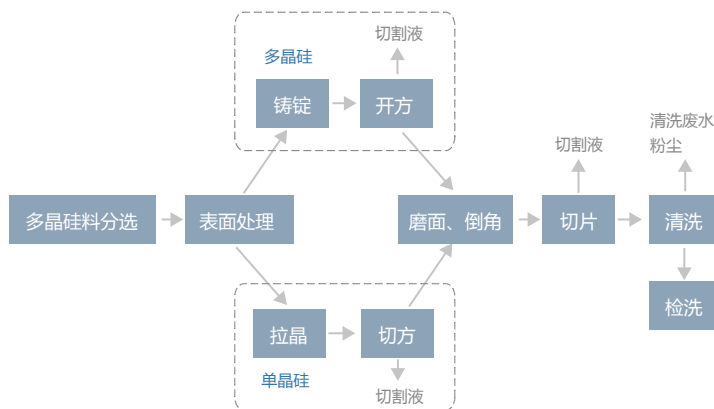 切割液
多晶硅
铸锭
开方
清洗废水
粉尘
切割液
多晶硅料分选
表面处理
磨面、倒角
切片
清洗
检洗
拉晶
切方
单晶硅
切割液